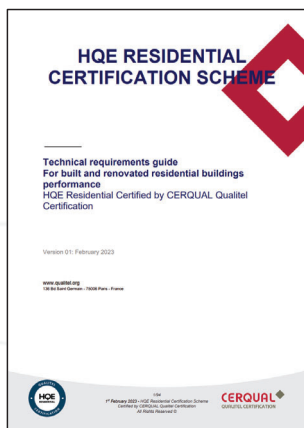 HQE RESIDENTIAL
CERTIFICATION SCHEME
Technical requirements guide
For built and renovated residential buildings
performance
HQE Residential Certified by CERQUAL Qualitel
Certification
Version 01: February 2023
www.qualitel.org
136 Bd Saint Germain - 75006 Paris - France
1st February 2023 - HQE Residential Certification Scheme
Certified by CERQUAL Qualitel Certification
All Rights Reserved ©
HQE
CERQUAL
QUALITEL CERTIFICATION